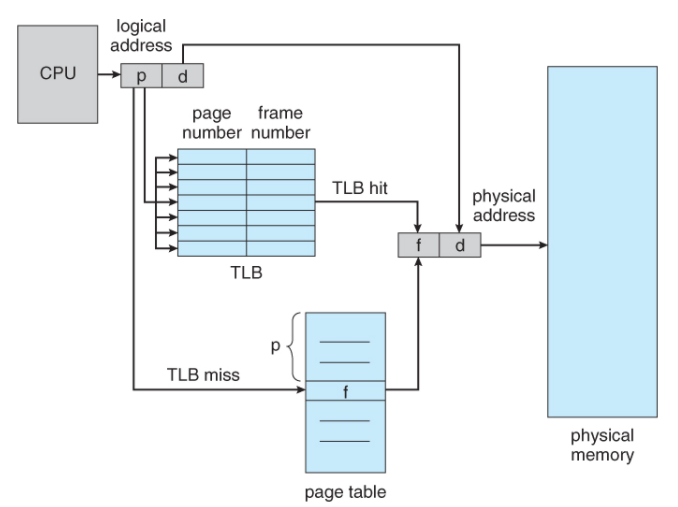 logical
address
CPU
p
d
page
number
frame
number
TLB hit
physical
address
f
d
TLB
p
TLB miss
f
physical
memory
page table